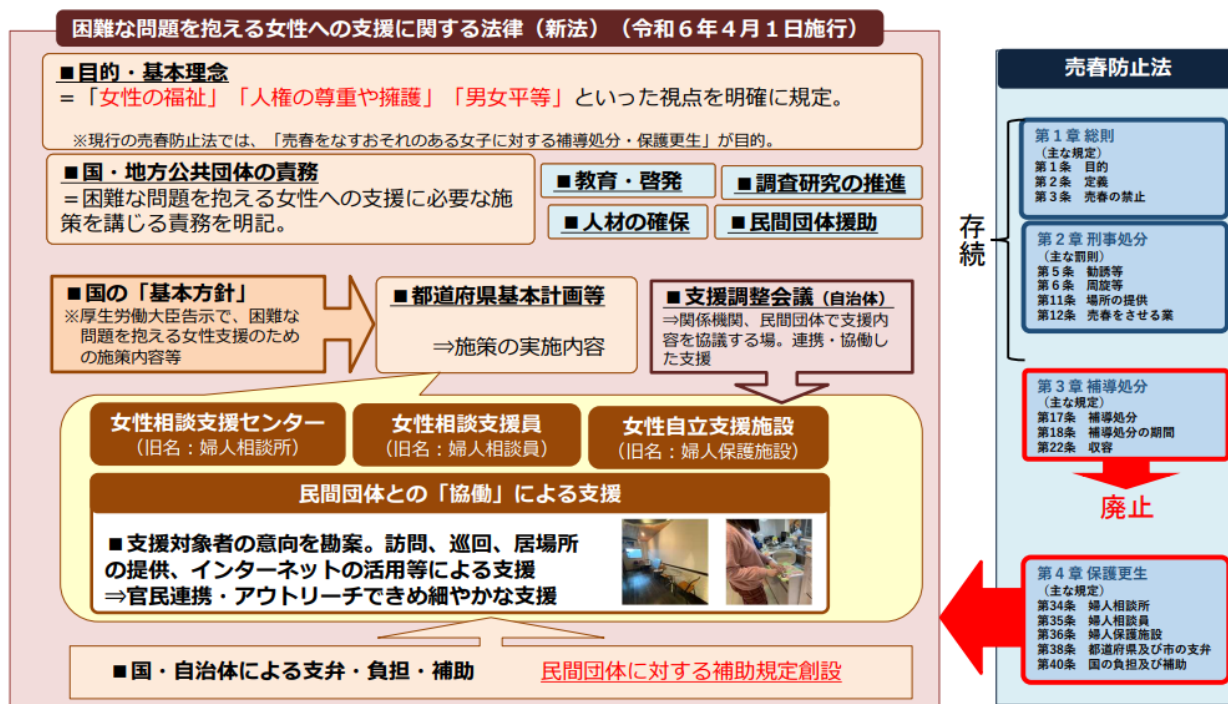 困難な問題を抱える女性への支援に関する法律（新法）（令和６年４月１日施行）
■目的・基本理念
＝「女性の福祉」「人権の尊重や擁護」「男女平等」といった視点を明確に規定。
※現行の売春防止法では、「売春をなすおそれのある女子に対する補導処分・保護更生」が目的。
■国・地方公共団体の責務
＝困難な問題を抱える女性への支援に必要な施
策を講じる責務を明記。
■教育・啓発
■調査研究の推進
■人材の確保
■民間団体援助
■国の「基本方針」
※厚生労働大臣告示で、困難な
問題を抱える女性支援のため
の施策内容等
■都道府県基本計画等
⇒施策の実施内容
■支援調整会議（自治体）
⇒関係機関、民間団体で支援内
容を協議する場。連携・協働し
た支援
女性相談支援センター
（旧名：婦人相談所）
女性相談支援員
（旧名：婦人相談員）
女性自立支援施設
（旧名：婦人保護施設）
民間団体との「協働」による支援
■支援対象者の意向を勘案。訪問、巡回、居場所
の提供、インターネットの活用等による支援
⇒官民連携・アウトリーチできめ細やかな支援
■国・自治体による支弁・負担・補助
民間団体に対する補助規定創設
売春防止法
存続
第１章 総則
（主な規定）
第１条　目的
第２条　定義
第３条　売春の禁止
第２章 刑事処分
（主な罰則）
第５条　勧誘等
第６条　周旋等
第11条　場所の提供
第12条　売春をさせる業
第３章 補導処分
（主な規定）
第17条　補導処分
第18条　補導処分の期間
第22条　収容
廃止
第４章 保護更生
（主な規定）
第34条　婦人相談所
第35条　婦人相談員
第36条　婦人保護施設
第38条　都道府県及び市の支弁
第40条　国の負担及び補助